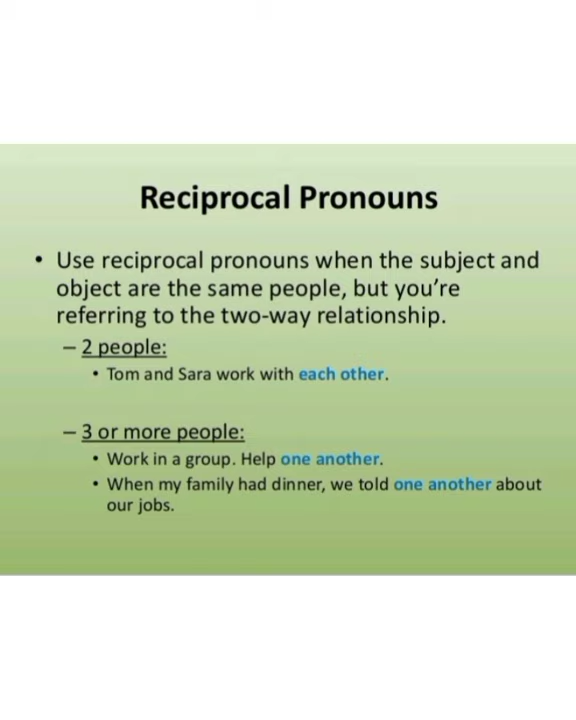 Reciprocal Pronouns
• Use reciprocal pronouns when the subject and
object are the same people, but you're
referring to the two-way relationship.
– 2 people:
• Tom and Sara work with each other.
– 3 or more people:
• Work in a group. Help one another.
• When my family had dinner, we told one another about
our jobs.